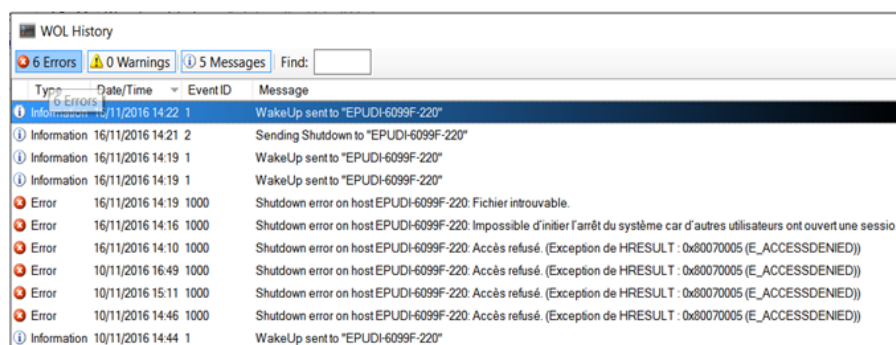 WOL History
6 Errors 0 Warnings 5 Messages Find:
Type Date/Time Event ID Message
6 Errors
Information 16/11/2016 14:22 1 WakeUp sent to "EPUDI-6099F-220"
Information 16/11/2016 14:21 2 Sending Shutdown to "EPUDI-6099F-220"
Information 16/11/2016 14:19 1 WakeUp sent to "EPUDI-6099F-220"
Information 16/11/2016 14:19 1 WakeUp sent to "EPUDI-6099F-220"
Error 16/11/2016 14:19 1000 Shutdown error on host EPUDI-6099F-220: Fichier introuvable.
Error 16/11/2016 14:16 1000 Shutdown error on host EPUDI-6099F-220: Impossible d'initier l'arrêt du système car d'autres utilisateurs ont ouvert une sessio
Error 16/11/2016 14:10 1000 Shutdown error on host EPUDI-6099F-220: Accès refusé. (Exception de HRESULT : 0x80070005 (E_ACCESSDENIED))
Error 10/11/2016 16:49 1000 Shutdown error on host EPUDI-6099F-220: Accès refusé. (Exception de HRESULT : 0x80070005 (E_ACCESSDENIED))
Error 10/11/2016 15:11 1000 Shutdown error on host EPUDI-6099F-220: Accès refusé. (Exception de HRESULT : 0x80070005 (E_ACCESSDENIED))
Error 10/11/2016 14:46 1000 Shutdown error on host EPUDI-6099F-220: Accès refusé. (Exception de HRESULT : 0x80070005 (E_ACCESSDENIED))
Information 10/11/2016 14:44 1 WakeUp sent to "EPUDI-6099F-220"